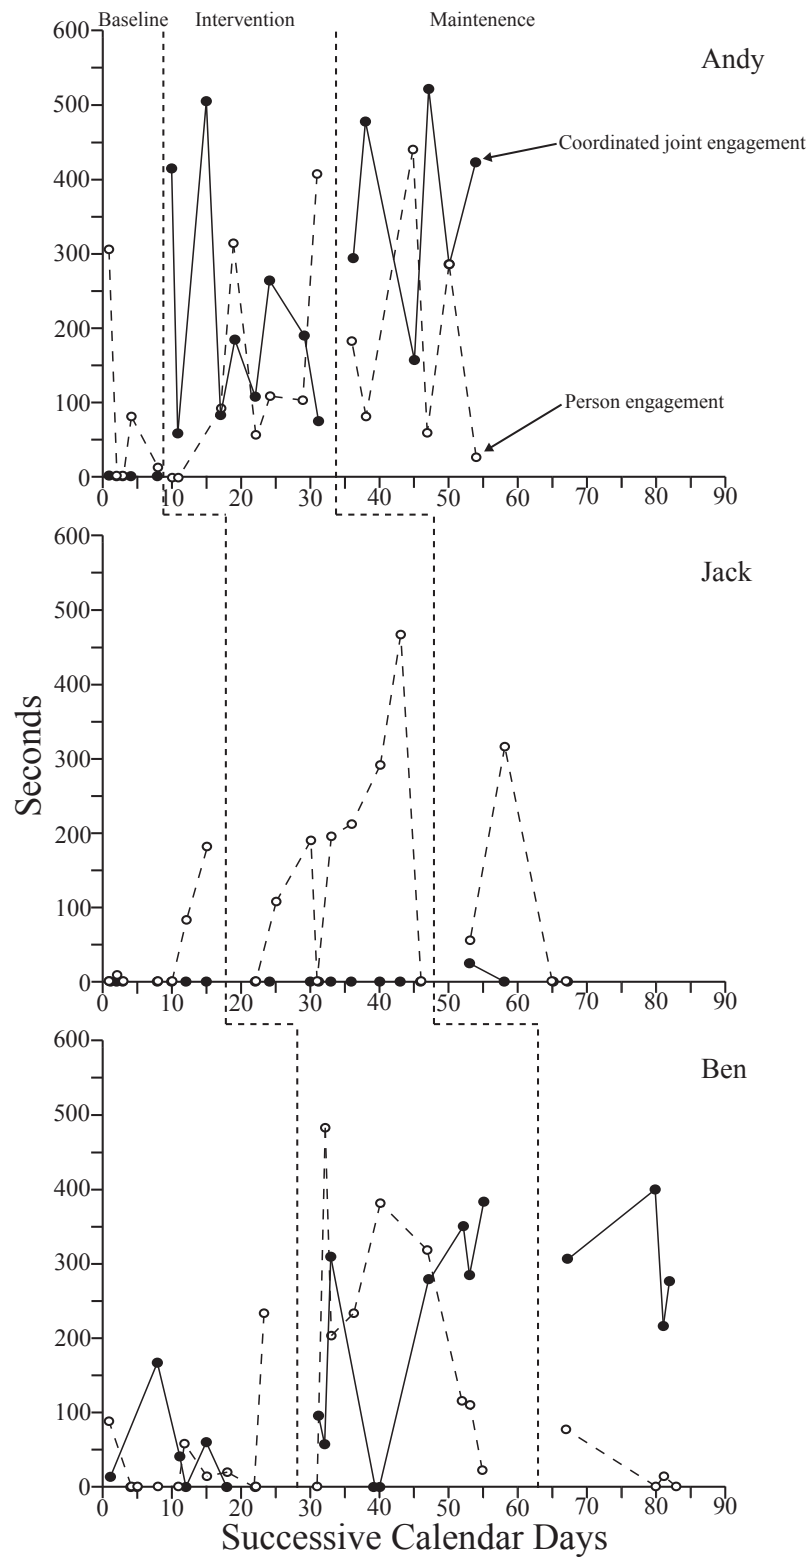 Baseline Intervention Maintenence
600
Andy
500
Coordinated joint engagement
400
300
200
100
Person engagement
0
0 10 20 30 40 50 60 70 80 90
600
Jack
500
400
300
200
100
0
0 10 20 30 40 50 60 70 80 90
Seconds
600
Ben
500
400
300
200
100
0
0 10 20 30 40 50 60 70 80 90
Successive Calendar Days